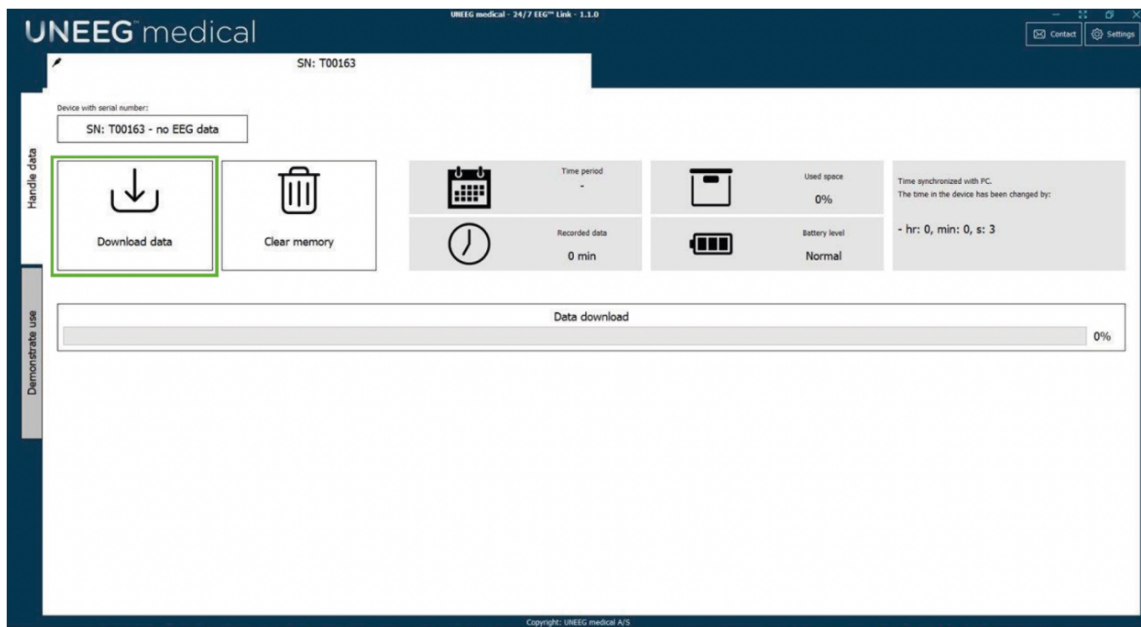 UNEEG medical - 24/7 EEG™ Link - 1.1.0
UNEEG™ medical
Contact
Settings
SN: T00163
Handle data
Demonstrate use
Device with serial number:
SN: T00163 - no EEG data
Download data
Clear memory
Time period
-
Recorded data
0 min
Used space
0%
Battery level
Normal
Time synchronized with PC.
The time in the device has been changed by:
- hr: 0, min: 0, s: 3
Data download
0%
Copyright: UNEEG medical A/S